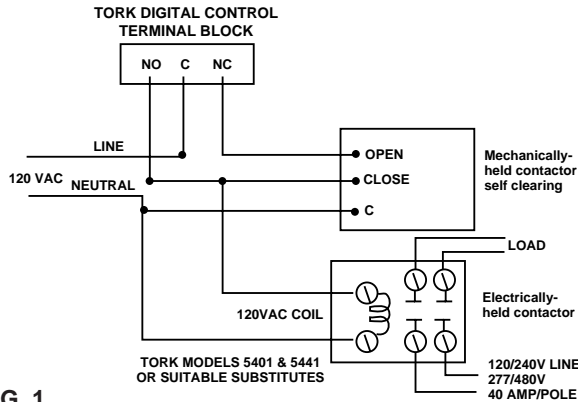 TORK DIGITAL CONTROL
TERMINAL BLOCK
NO C NC
LINE
120 VAC
NEUTRAL
OPEN
CLOSE
C
Mechanically-
held contactor
self clearing
LOAD
120VAC COIL
Electrically-
held contactor
TORK MODELS 5401 & 5441
OR SUITABLE SUBSTITUTES
120/240V LINE
277/480V
40 AMP/POLE
G. 1